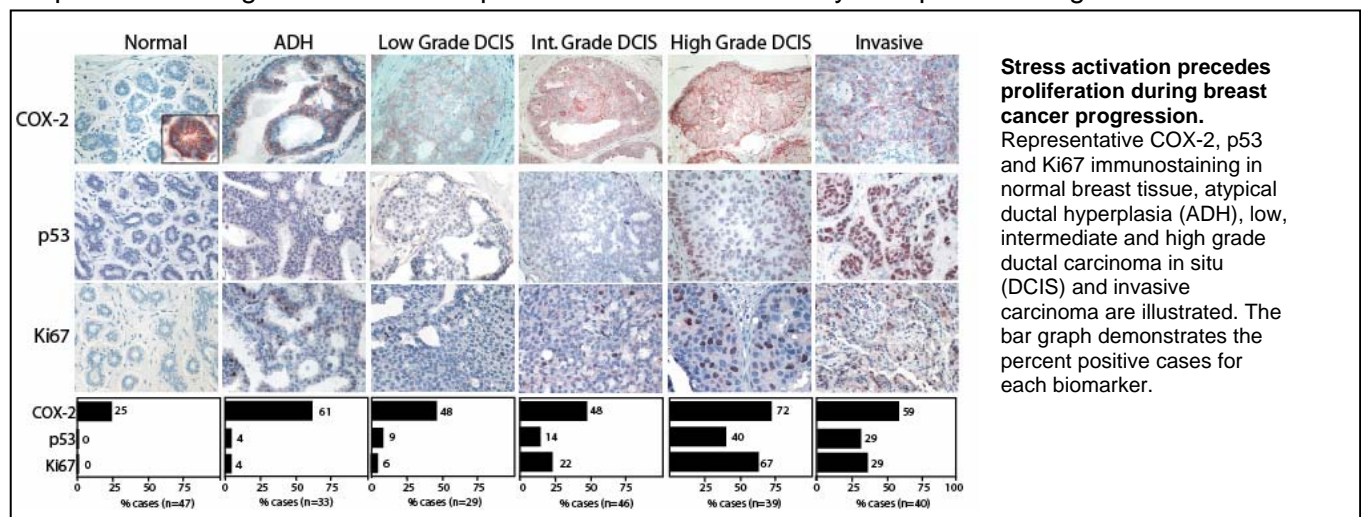 Normal ADH Low Grade DCIS Int. Grade DCIS High Grade DCIS Invasive
COX-2
p53
Ki67
COX-2 25 61 48 48 72 59
p53 0 4 9 14 40 29
Ki67 0 4 6 22 67 29
0 25 50 75 0 25 50 75 0 25 50 75 0 25 50 75 25 50 75 0 25 50 75 100
% cases (n=47) % cases (n=33) % cases (n=29) % cases (n=46) % cases (n=39) % cases (n=40)
Stress activation precedes
proliferation during breast
cancer progression.
Representative COX-2, p53
and Ki67 immunostaining in
normal breast tissue, atypical
ductal hyperplasia (ADH), low,
intermediate and high grade
ductal carcinoma in situ
(DCIS) and invasive
carcinoma are illustrated. The
bar graph demonstrates the
percent positive cases for
each biomarker.